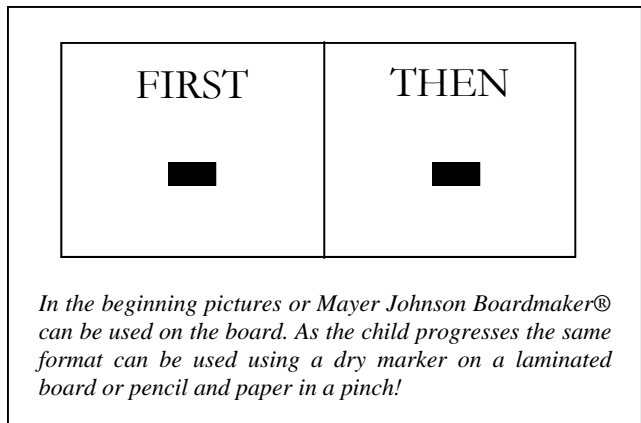 FIRST THEN
In the beginning pictures or Mayer Johnson Boardmaker®
can be used on the board. As the child progresses the same
format can be used using a dry marker on a laminated
board or pencil and paper in a pinch!